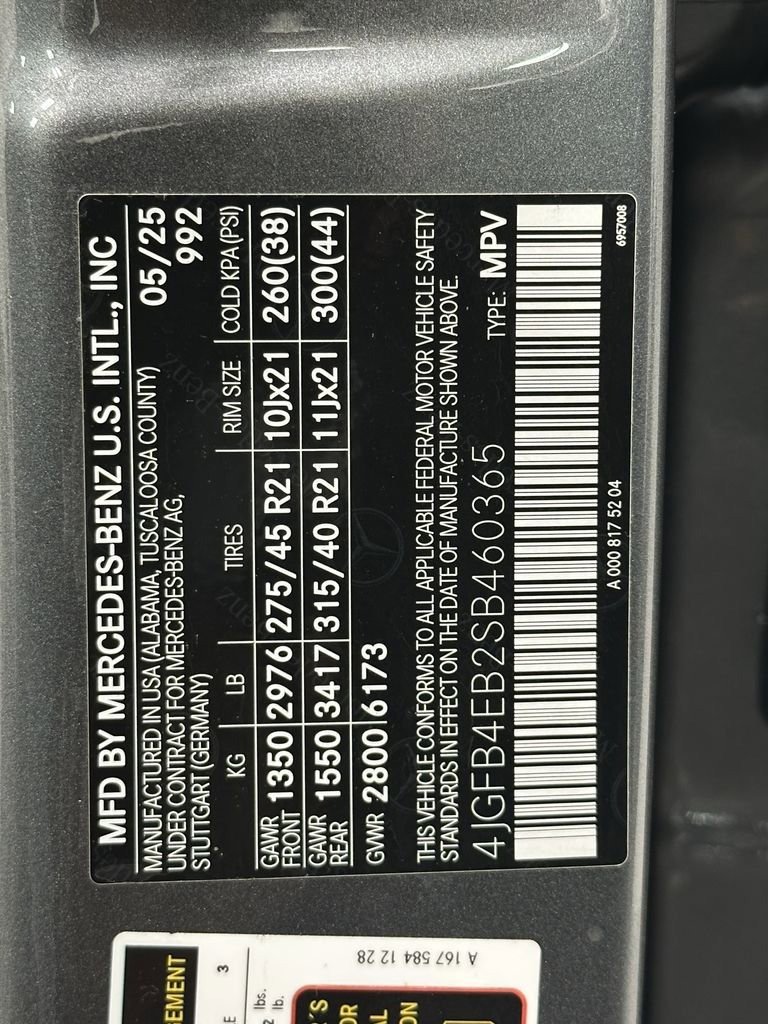 MFD BY MERCEDES-BENZ U.S. INTL., INC
MANUFACTURED IN USA (ALABAMA, TUSCALOOSA COUNTY) 05/25
UNDER CONTRACT FOR MERCEDES-BENZ AG, 992
STUTTGART (GERMANY)
KG LB TIRES RIM SIZE COLD KPA (PSI)
GAWR FRONT 1350 2976 275/45 R21 10Jx21 260(38)
GAWR REAR 1550 3417 315/40 R21 11Jx21 300(44)
GVWR 2800 6173
THIS VEHICLE CONFORMS TO ALL APPLICABLE FEDERAL MOTOR VEHICLE SAFETY
STANDARDS IN EFFECT ON THE DATE OF MANUFACTURE SHOWN ABOVE.
4JGFB4EB2SB460365 TYPE: MPV
A 000 817 52 04
6957008
A 167 584 12 28
3
lbs.
lb.